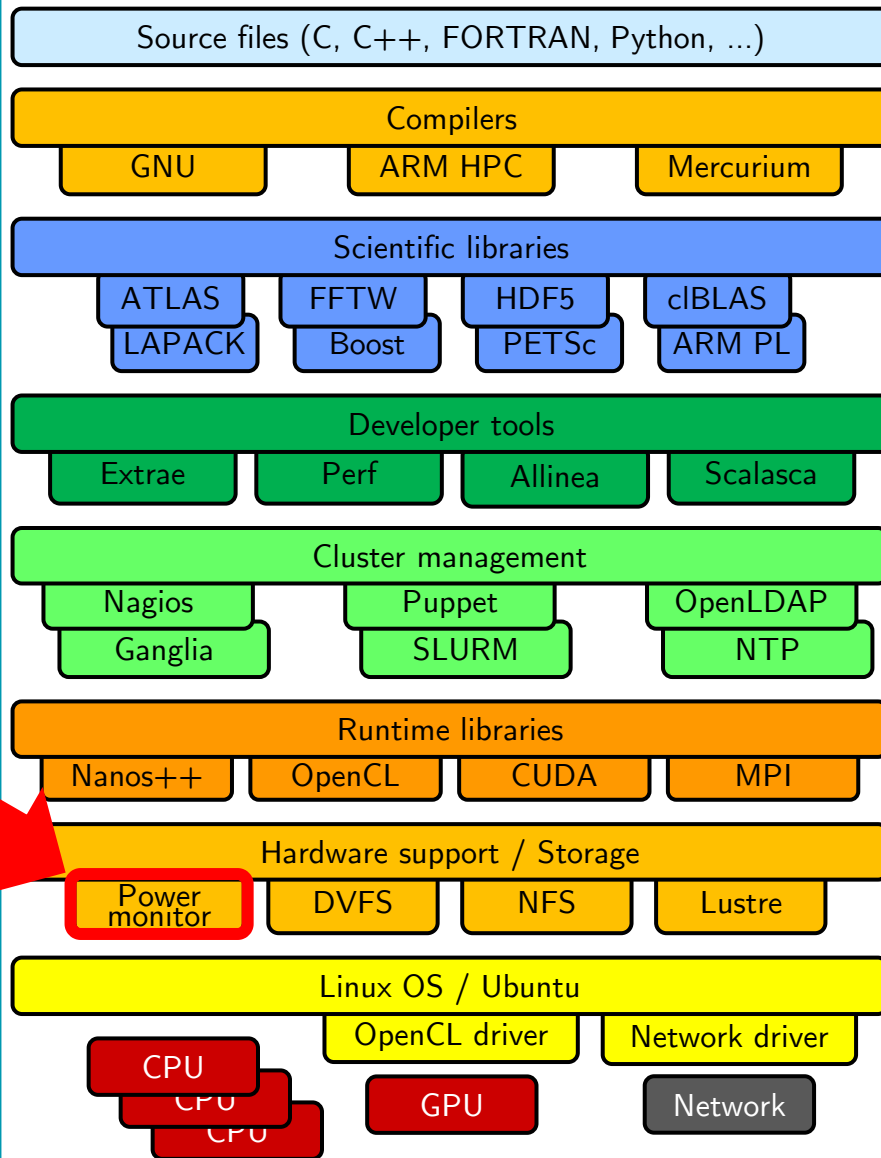 Source files (C, C++, FORTRAN, Python, ...)
Compilers
GNU ARM HPC Mercurium
Scientific libraries
ATLAS FFTW HDF5 clBLAS
LAPACK Boost PETSc ARM PL
Developer tools
Extrae Perf Allinea Scalasca
Cluster management
Nagios Puppet OpenLDAP
Ganglia SLURM NTP
Runtime libraries
Nanos++ OpenCL CUDA MPI
Hardware support / Storage
Power
monitor
DVFS NFS Lustre
Linux OS / Ubuntu
OpenCL driver Network driver
CPU
CPU
CPU
GPU
Network